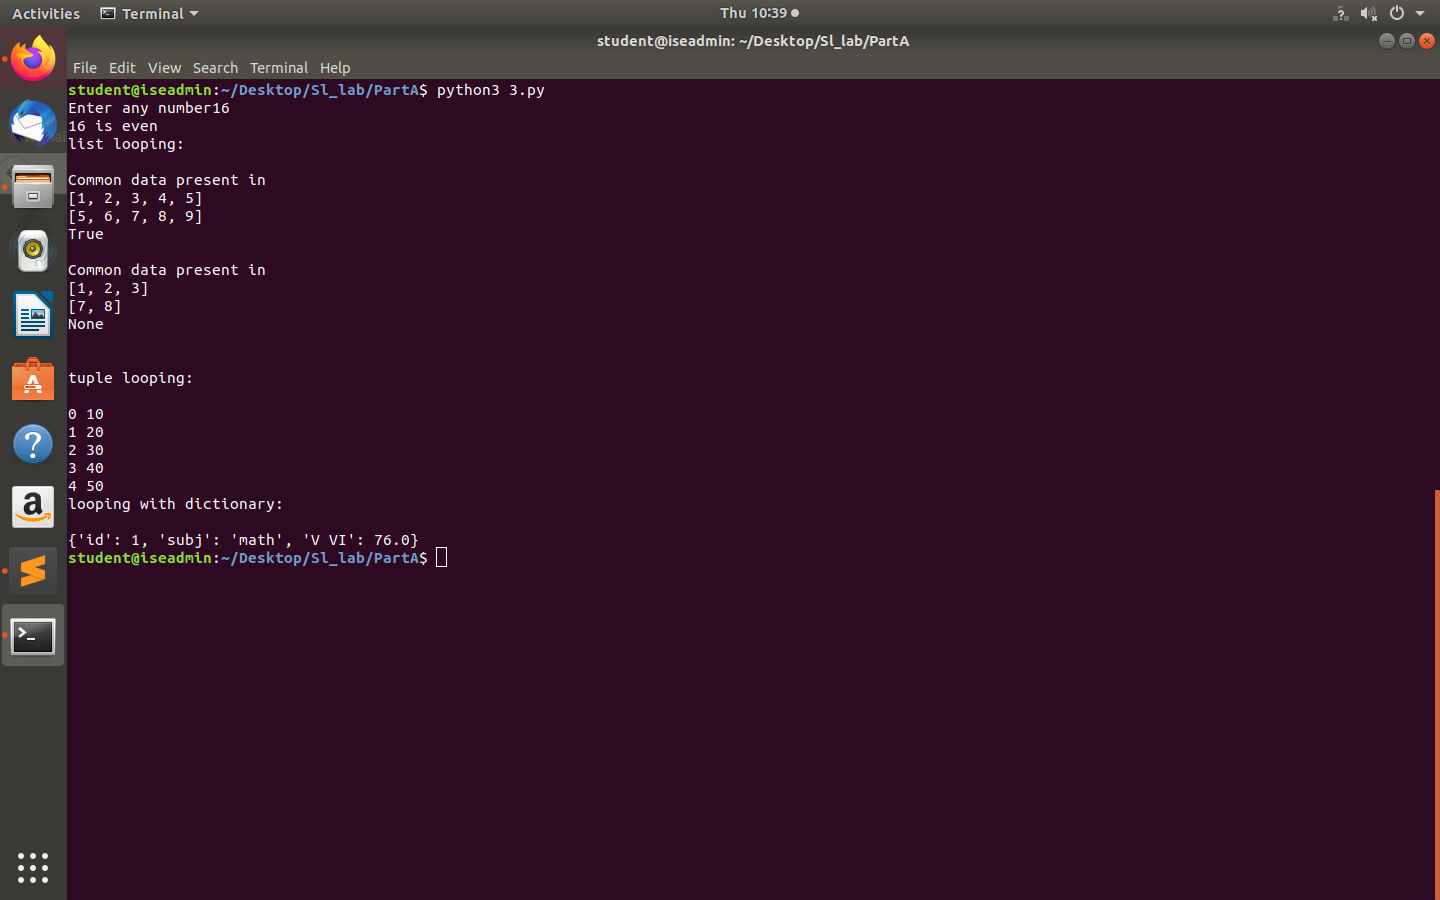 Activities Terminal Thu 10:39
student@iseadmin: ~/Desktop/Sl_lab/PartA
File Edit View Search Terminal Help
student@iseadmin:~/Desktop/Sl_lab/PartA$ python3 3.py
Enter any number16
16 is even
list looping:
Common data present in
[1, 2, 3, 4, 5]
[5, 6, 7, 8, 9]
True
Common data present in
[1, 2, 3]
[7, 8]
None
tuple looping:
0 10
1 20
2 30
3 40
4 50
looping with dictionary:
{'id': 1, 'subj': 'math', 'V VI': 76.0}
student@iseadmin:~/Desktop/Sl_lab/PartA$